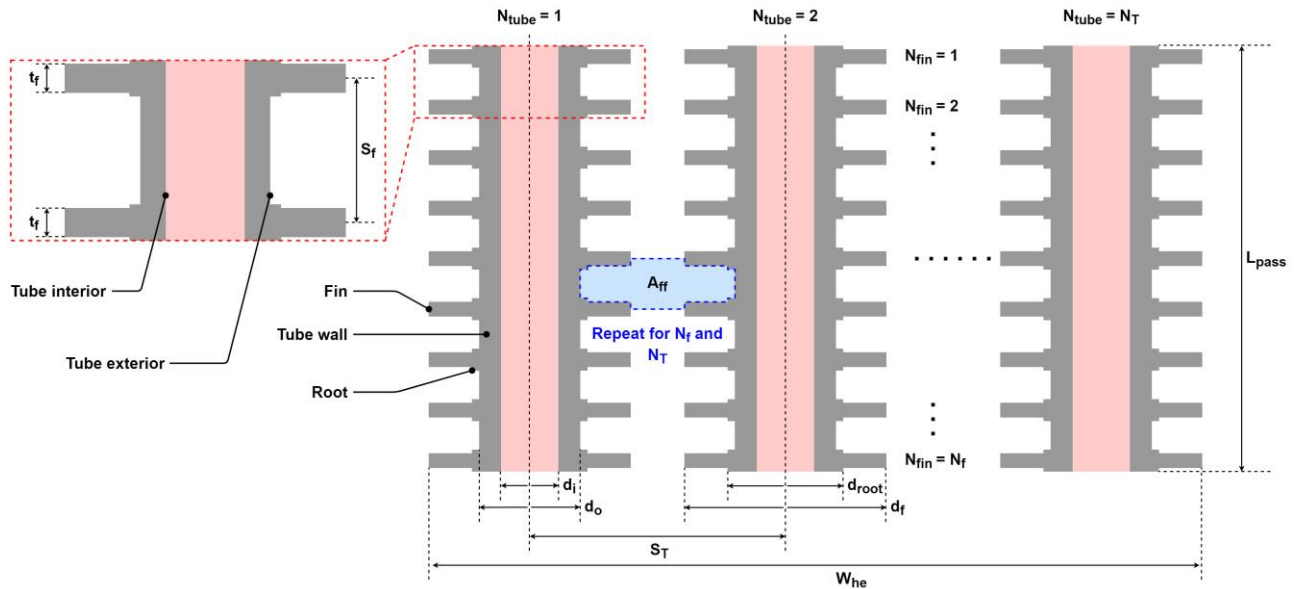 N_tube = 1
N_tube = 2
N_tube = N_T
t_f
S_f
t_f
N_fin = 1
N_fin = 2
Tube interior
Fin
A_ff
L_pass
Tube wall
Repeat for N_f and
N_T
Tube exterior
Root
N_fin = N_f
d_i
d_root
d_o
d_f
S_T
W_he